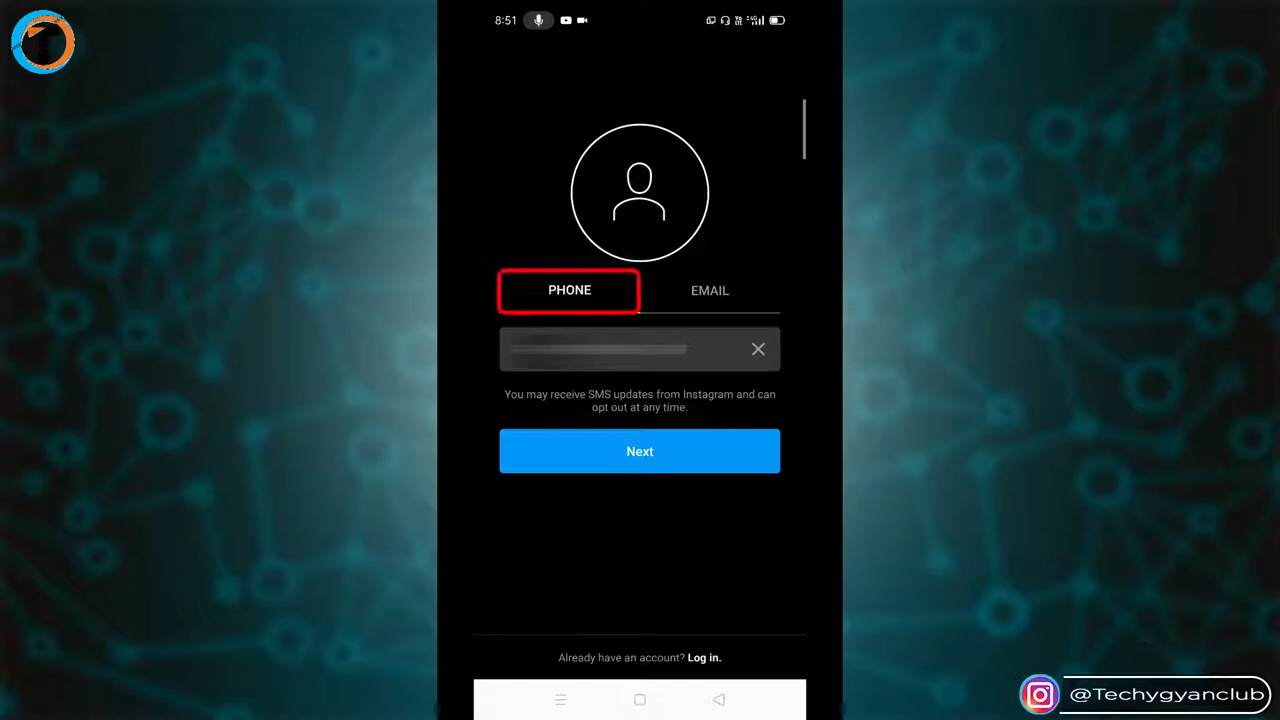 8:51
PHONE
EMAIL
You may receive SMS updates from Instagram and can
opt out at any time.
Next
Already have an account? Log in.
@Techygyanclub